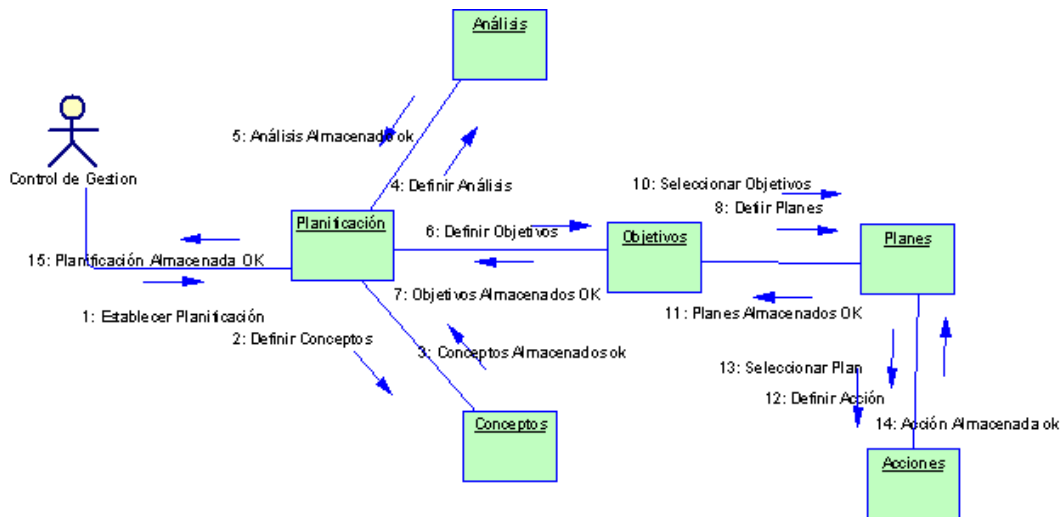 Análisis
5: Análisis Almacenado ok
4: Definir Análisis
Control de Gestion
10: Seleccionar Objetivos
8: Defiir Planes
Planificación
6: Definir Objetivos
Objetivos
Planes
15: Planificación Almacenada OK
7: Objetivos Almacenados OK
1: Establecer Planificación
11: Planes Almacenados OK
2: Definir Conceptos
3: Conceptos Almacenados ok
13: Seleccionar Plan
12: Definir Acción
Conceptos
14: Acción Almacenada ok
Acciones